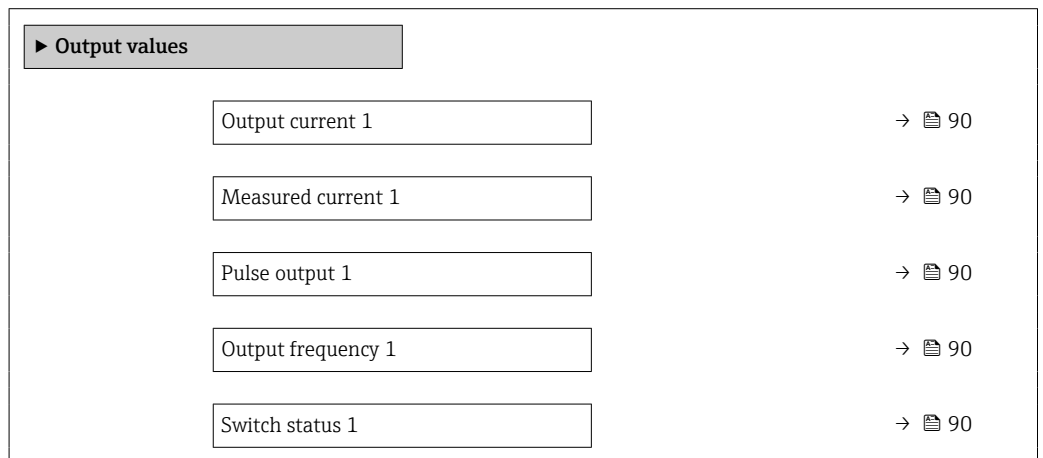 ▶ Output values
Output current 1 → 🖹 90
Measured current 1 → 🖹 90
Pulse output 1 → 🖹 90
Output frequency 1 → 🖹 90
Switch status 1 → 🖹 90